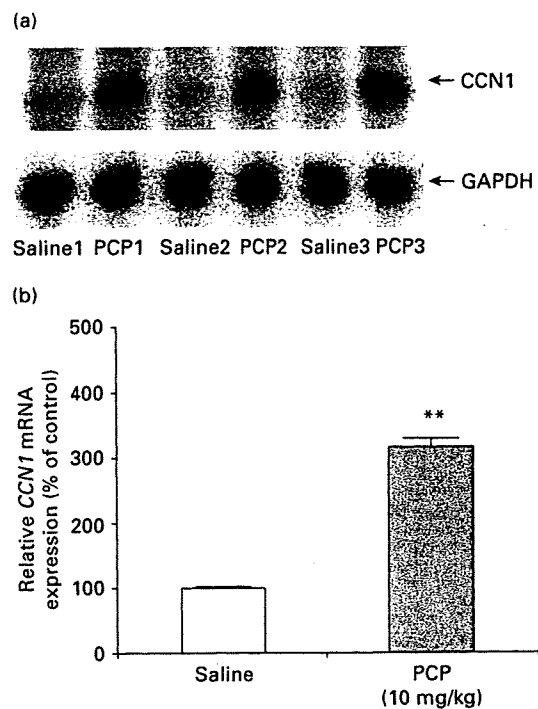 (a)
← CCN1
← GAPDH
Saline1 PCP1 Saline2 PCP2 Saline3 PCP3
(b)
Relative CCN1 mRNA
expression (% of control)
500
400
300
200
100
0
**
Saline
PCP
(10 mg/kg)